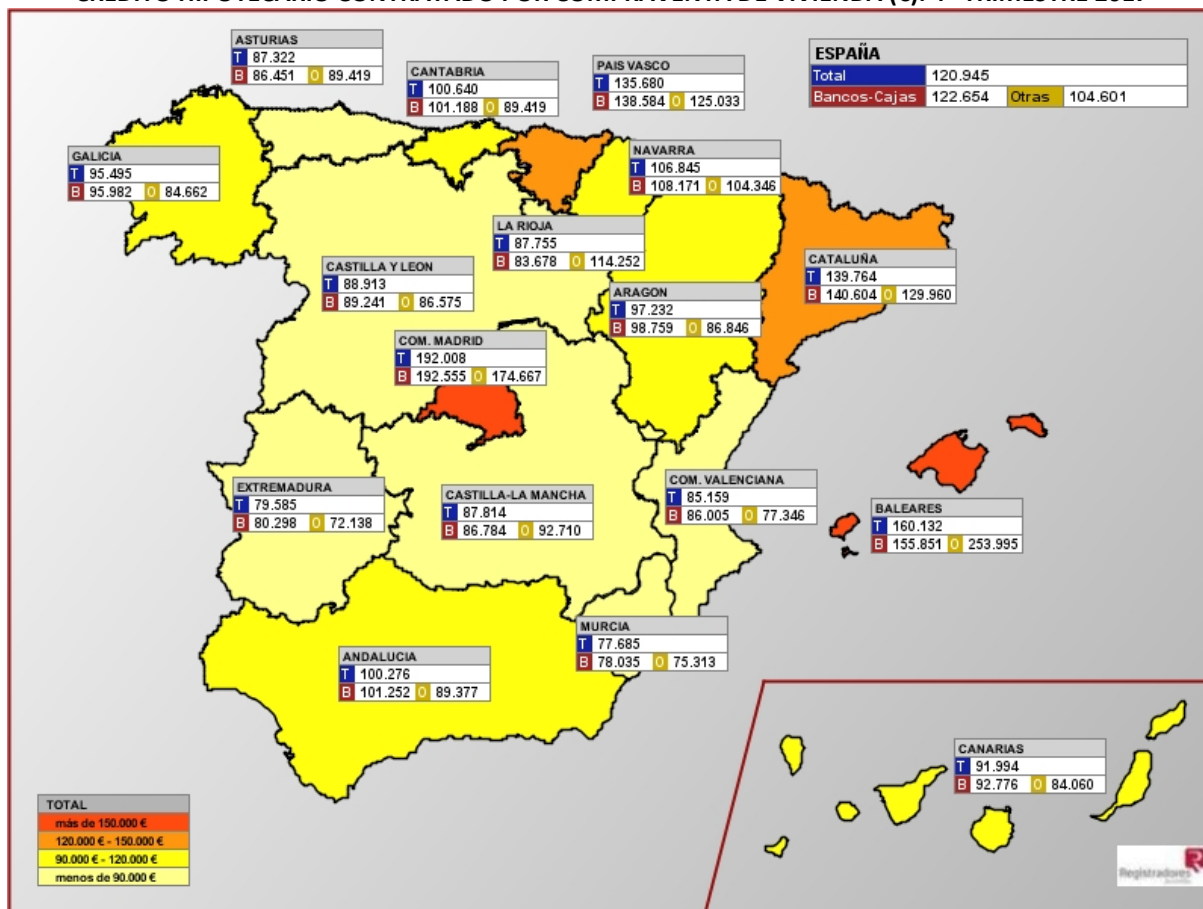 ASTURIAS
T 87.322
B 86.451 O 89.419
CANTABRIA
T 100.640
B 101.188 O 89.419
PAIS VASCO
T 135.680
B 138.584 O 125.033
ESPAÑA
Total 120.945
Bancos-Cajas 122.654 Otras 104.601
GALICIA
T 95.495
B 95.982 O 84.662
NAVARRA
T 106.845
B 108.171 O 104.346
LA RIOJA
T 87.755
B 83.678 O 114.252
CASTILLA Y LEON
T 88.913
B 89.241 O 86.575
CATALUÑA
T 139.764
B 140.604 O 129.960
ARAGON
T 97.232
B 98.759 O 86.846
COM. MADRID
T 192.008
B 192.555 O 174.667
EXTREMADURA
T 79.585
B 80.298 O 72.138
CASTILLA-LA MANCHA
T 87.814
B 86.784 O 92.710
COM. VALENCIANA
T 85.159
B 86.005 O 77.346
BALEARES
T 160.132
B 155.851 O 253.995
MURCIA
T 77.685
B 78.035 O 75.313
ANDALUCIA
T 100.276
B 101.252 O 89.377
CANARIAS
T 91.994
B 92.776 O 84.060
TOTAL
más de 150.000 €
120.000 € - 150.000 €
90.000 € - 120.000 €
menos de 90.000 €
Registradores